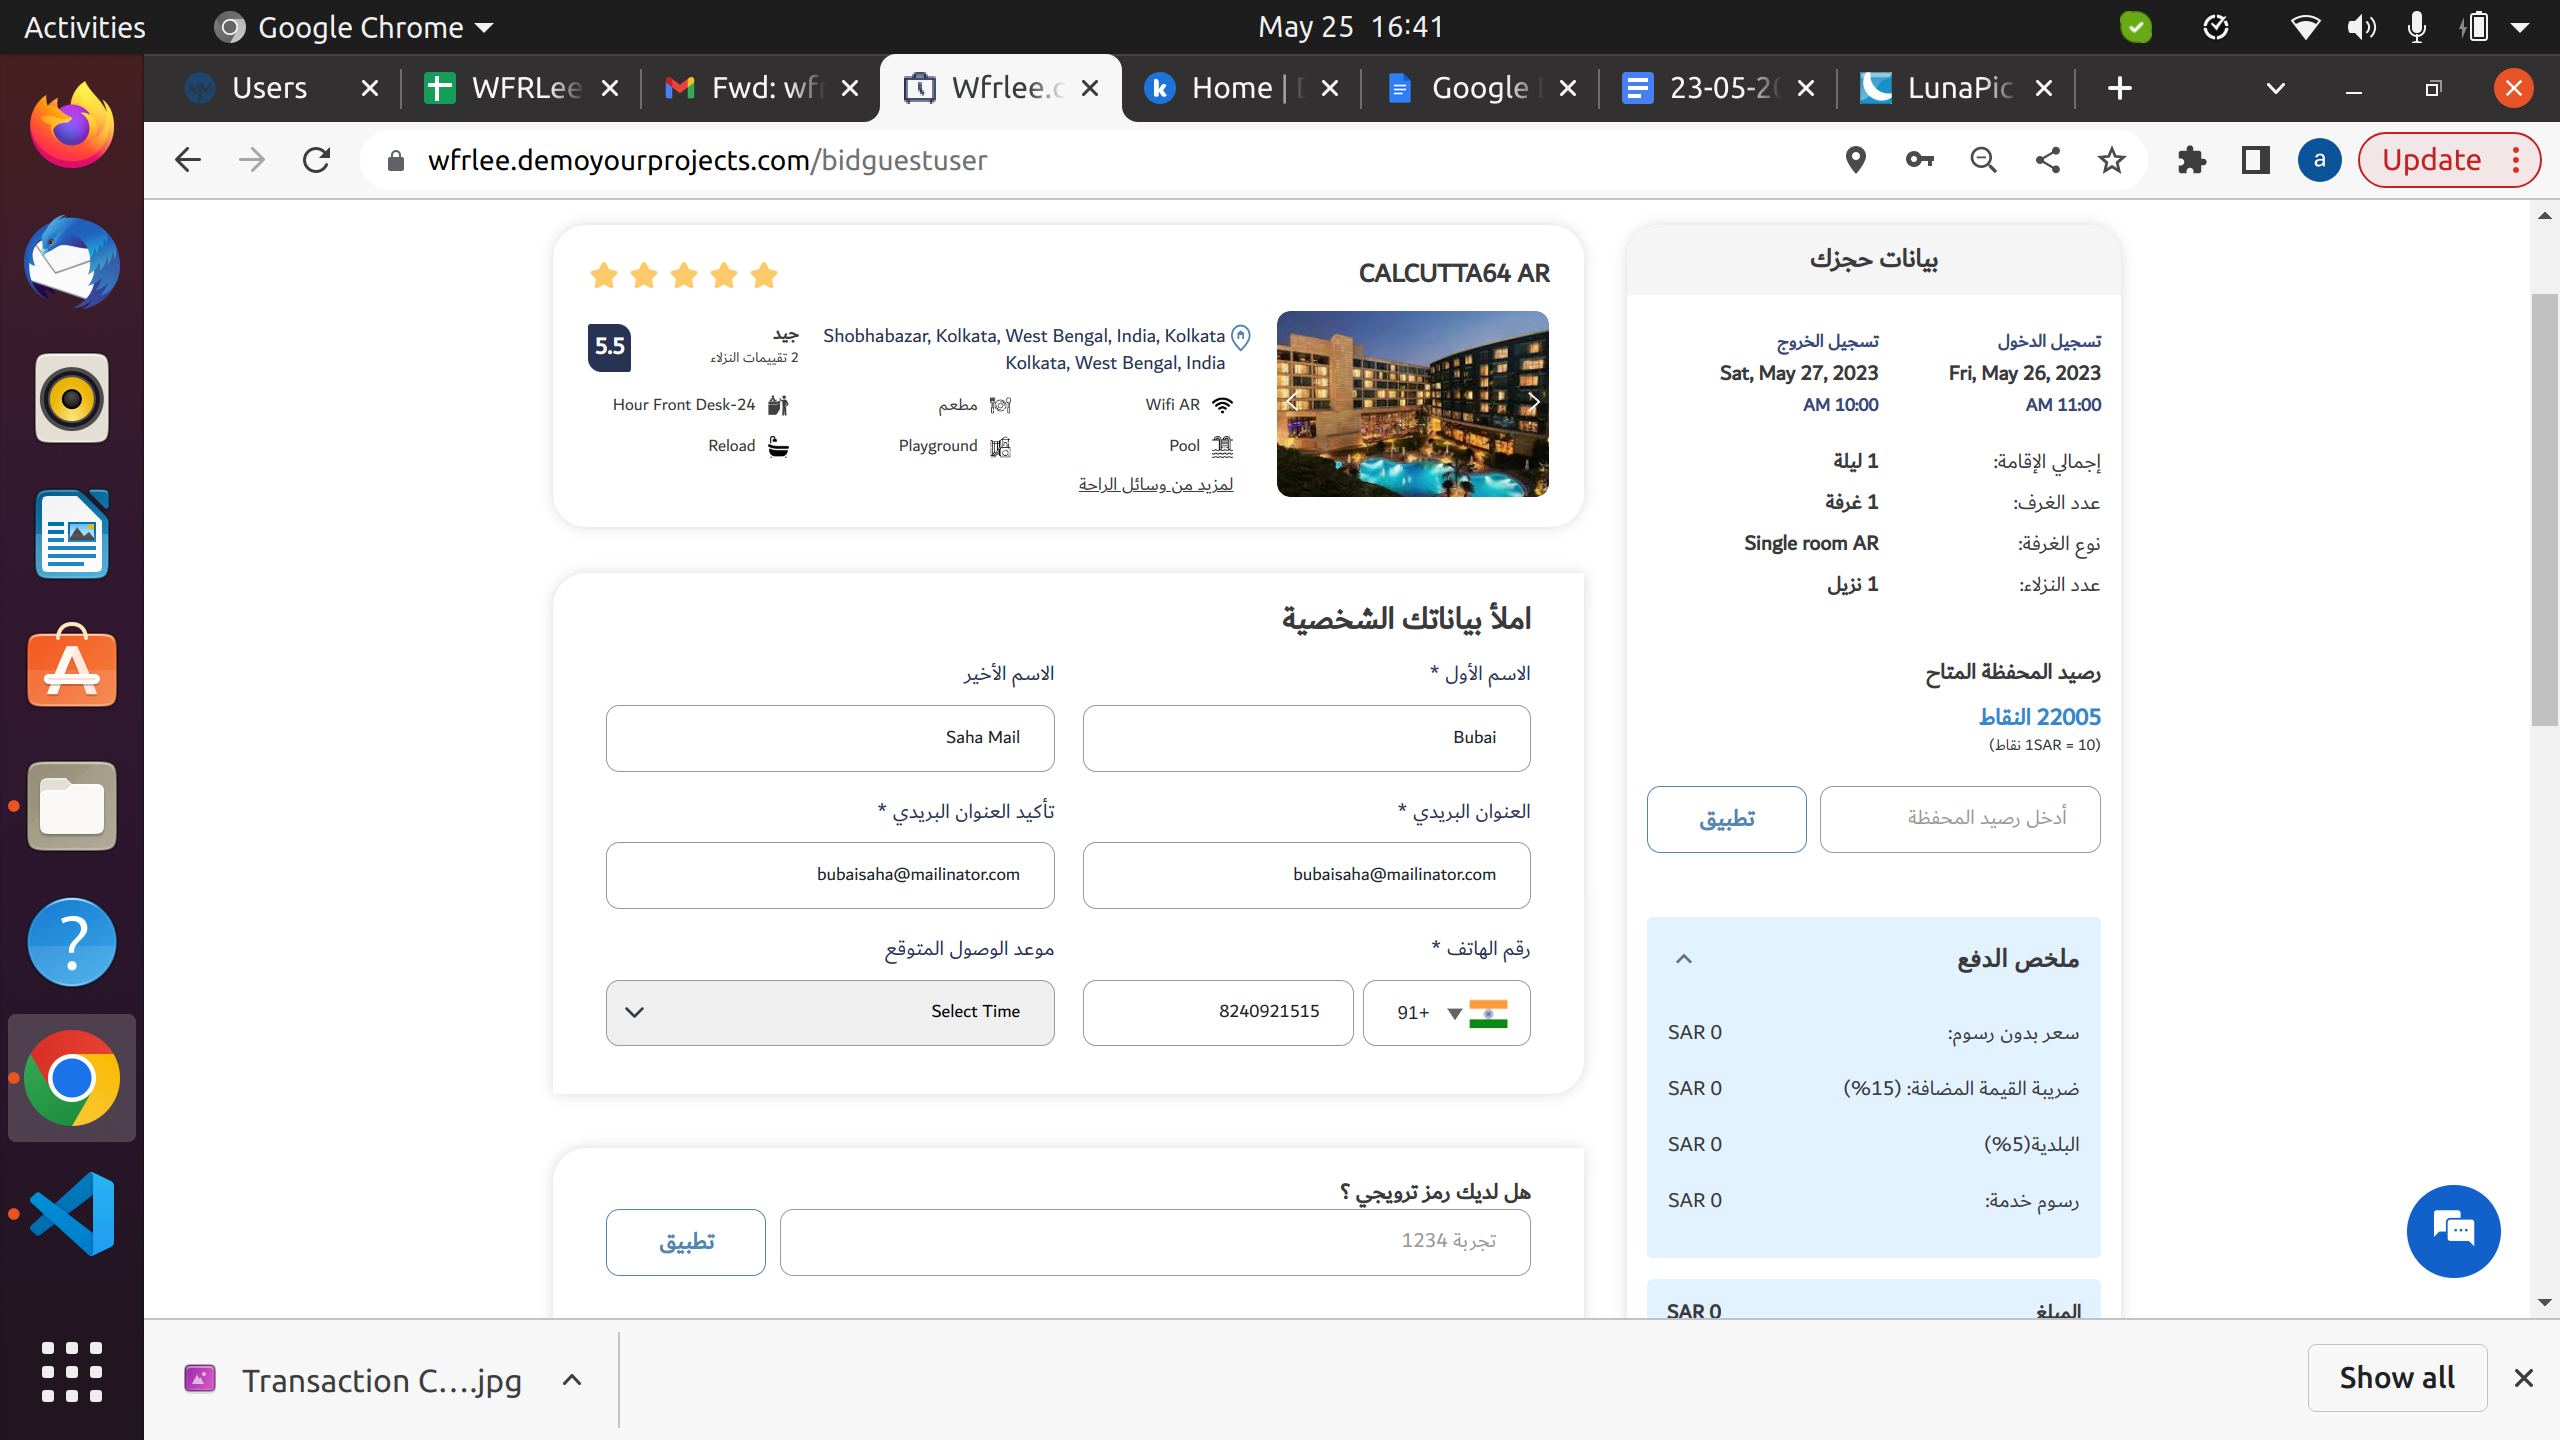 Activities
Google Chrome
May 25 16:41
Users
WFRLee
Fwd: wfr
Wfrlee.c
Home |
Google
23-05-20
LunaPic
wfrlee.demoyourprojects.com/bidguestuser
a
Update
CALCUTTA64 AR
Shobhabazar, Kolkata, West Bengal, India, Kolkata
Kolkata, West Bengal, India
جيد
2 تقييمات النزلاء
5.5
Wifi AR
مطعم
Hour Front Desk-24
Pool
Playground
Reload
لمزيد من وسائل الراحة
املأ بياناتك الشخصية
الاسم الأول *
الاسم الأخير
Bubai
Saha Mail
العنوان البريدي *
تأكيد العنوان البريدي *
bubaisaha@mailinator.com
bubaisaha@mailinator.com
رقم الهاتف *
موعد الوصول المتوقع
91+
8240921515
Select Time
هل لديك رمز ترويجي ؟
تجربة 1234
تطبيق
بيانات حجزك
تسجيل الدخول
تسجيل الخروج
Fri, May 26, 2023
Sat, May 27, 2023
AM 11:00
AM 10:00
إجمالي الإقامة:
1 ليلة
عدد الغرف:
1 غرفة
نوع الغرفة:
Single room AR
عدد النزلاء:
1 نزيل
رصيد المحفظة المتاح
22005 النقاط
(1SAR = 10 نقاط)
أدخل رصيد المحفظة
تطبيق
ملخص الدفع
سعر بدون رسوم:
SAR 0
ضريبة القيمة المضافة: (15%)
SAR 0
البلدية(5%)
SAR 0
رسوم خدمة:
SAR 0
المبلغ
SAR 0
Transaction C....jpg
Show all